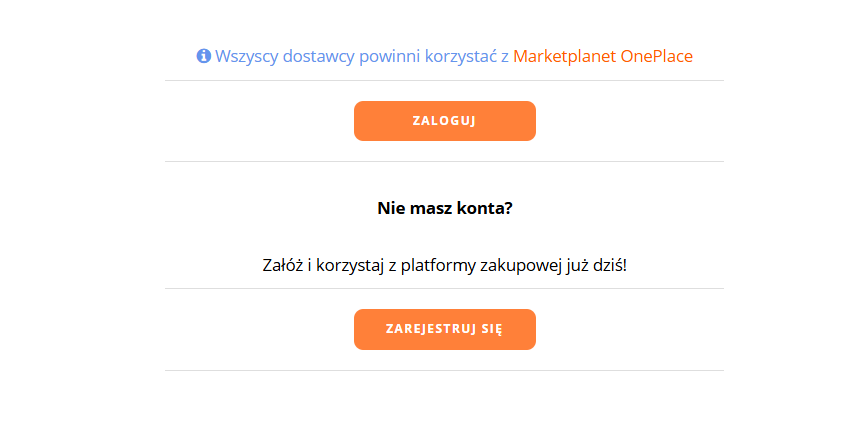 Wszyscy dostawcy powinni korzystać z Marketplanet OnePlace
ZALOGUJ
Nie masz konta?
Załóż i korzystaj z platformy zakupowej już dziś!
ZAREJESTRUJ SIĘ